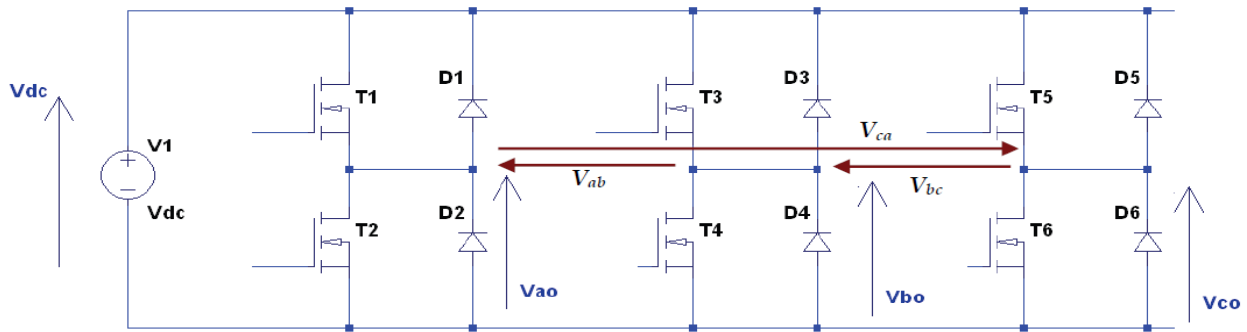 Vdc
V1
Vdc
T1
D1
T2
D2
Vao
Vab
T3
D3
T4
D4
Vca
Vbc
Vbo
T5
D5
T6
D6
Vco